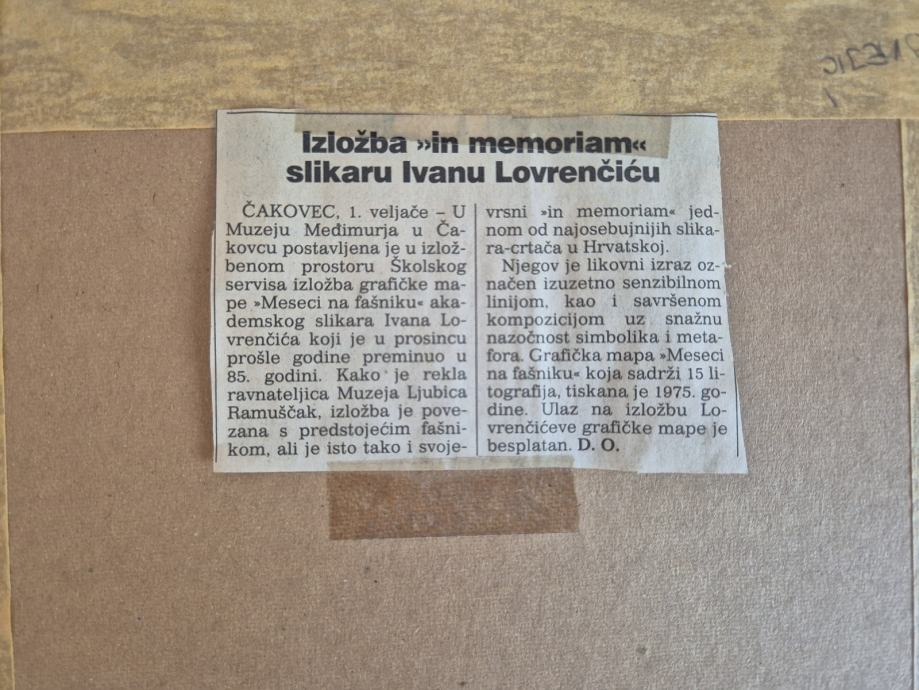 Izložba »in memoriam«
slikaru Ivanu Lovrenčiću
ČAKOVEC, 1. veljače – U
Muzeju Međimurja u Ča-
kovcu postavljena je u izlož-
benom prostoru Školskog
servisa izložba grafičke ma-
pe »Meseci na fašniku« aka-
demskog slikara Ivana Lo-
vrenčića koji je u prosincu
prošle godine preminuo u
85. godini. Kako je rekla
ravnateljica Muzeja Ljubica
Ramuščak, izložba je pove-
zana s predstojećim fašni-
kom, ali je isto tako i svoje-
vrsni »in memoriam« jed-
nom od najosebujnijih slika-
ra-crtača u Hrvatskoj.
Njegov je likovni izraz oz-
načen izuzetno senzibilnom
linijom, kao i savršenom
kompozicijom uz snažnu
nazočnost simbolika i meta-
fora. Grafička mapa »Meseci
na fašniku« koja sadrži 15 li-
tografija, tiskana je 1975. go-
dine. Ulaz na izložbu Lo-
vrenčićeve grafičke mape je
besplatan. D. O.